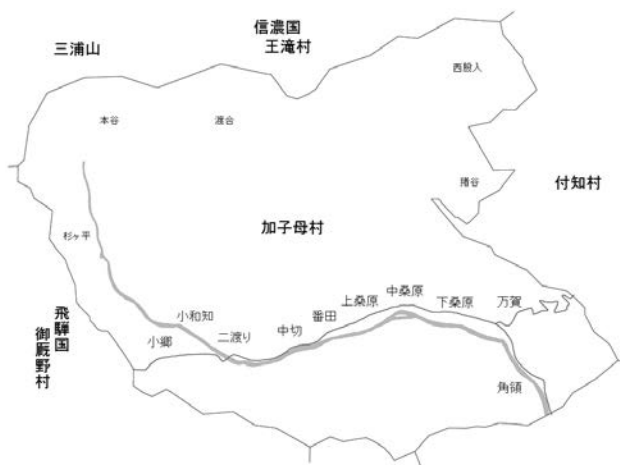 信濃国
王滝村
三浦山
西股入
本谷
渡合
猪谷
付知村
加子母村
杉ヶ平
飛騨国
御厩野村
小和知
小郷
二渡り
中切
番田
上桑原
中桑原
下桑原
万賀
角領